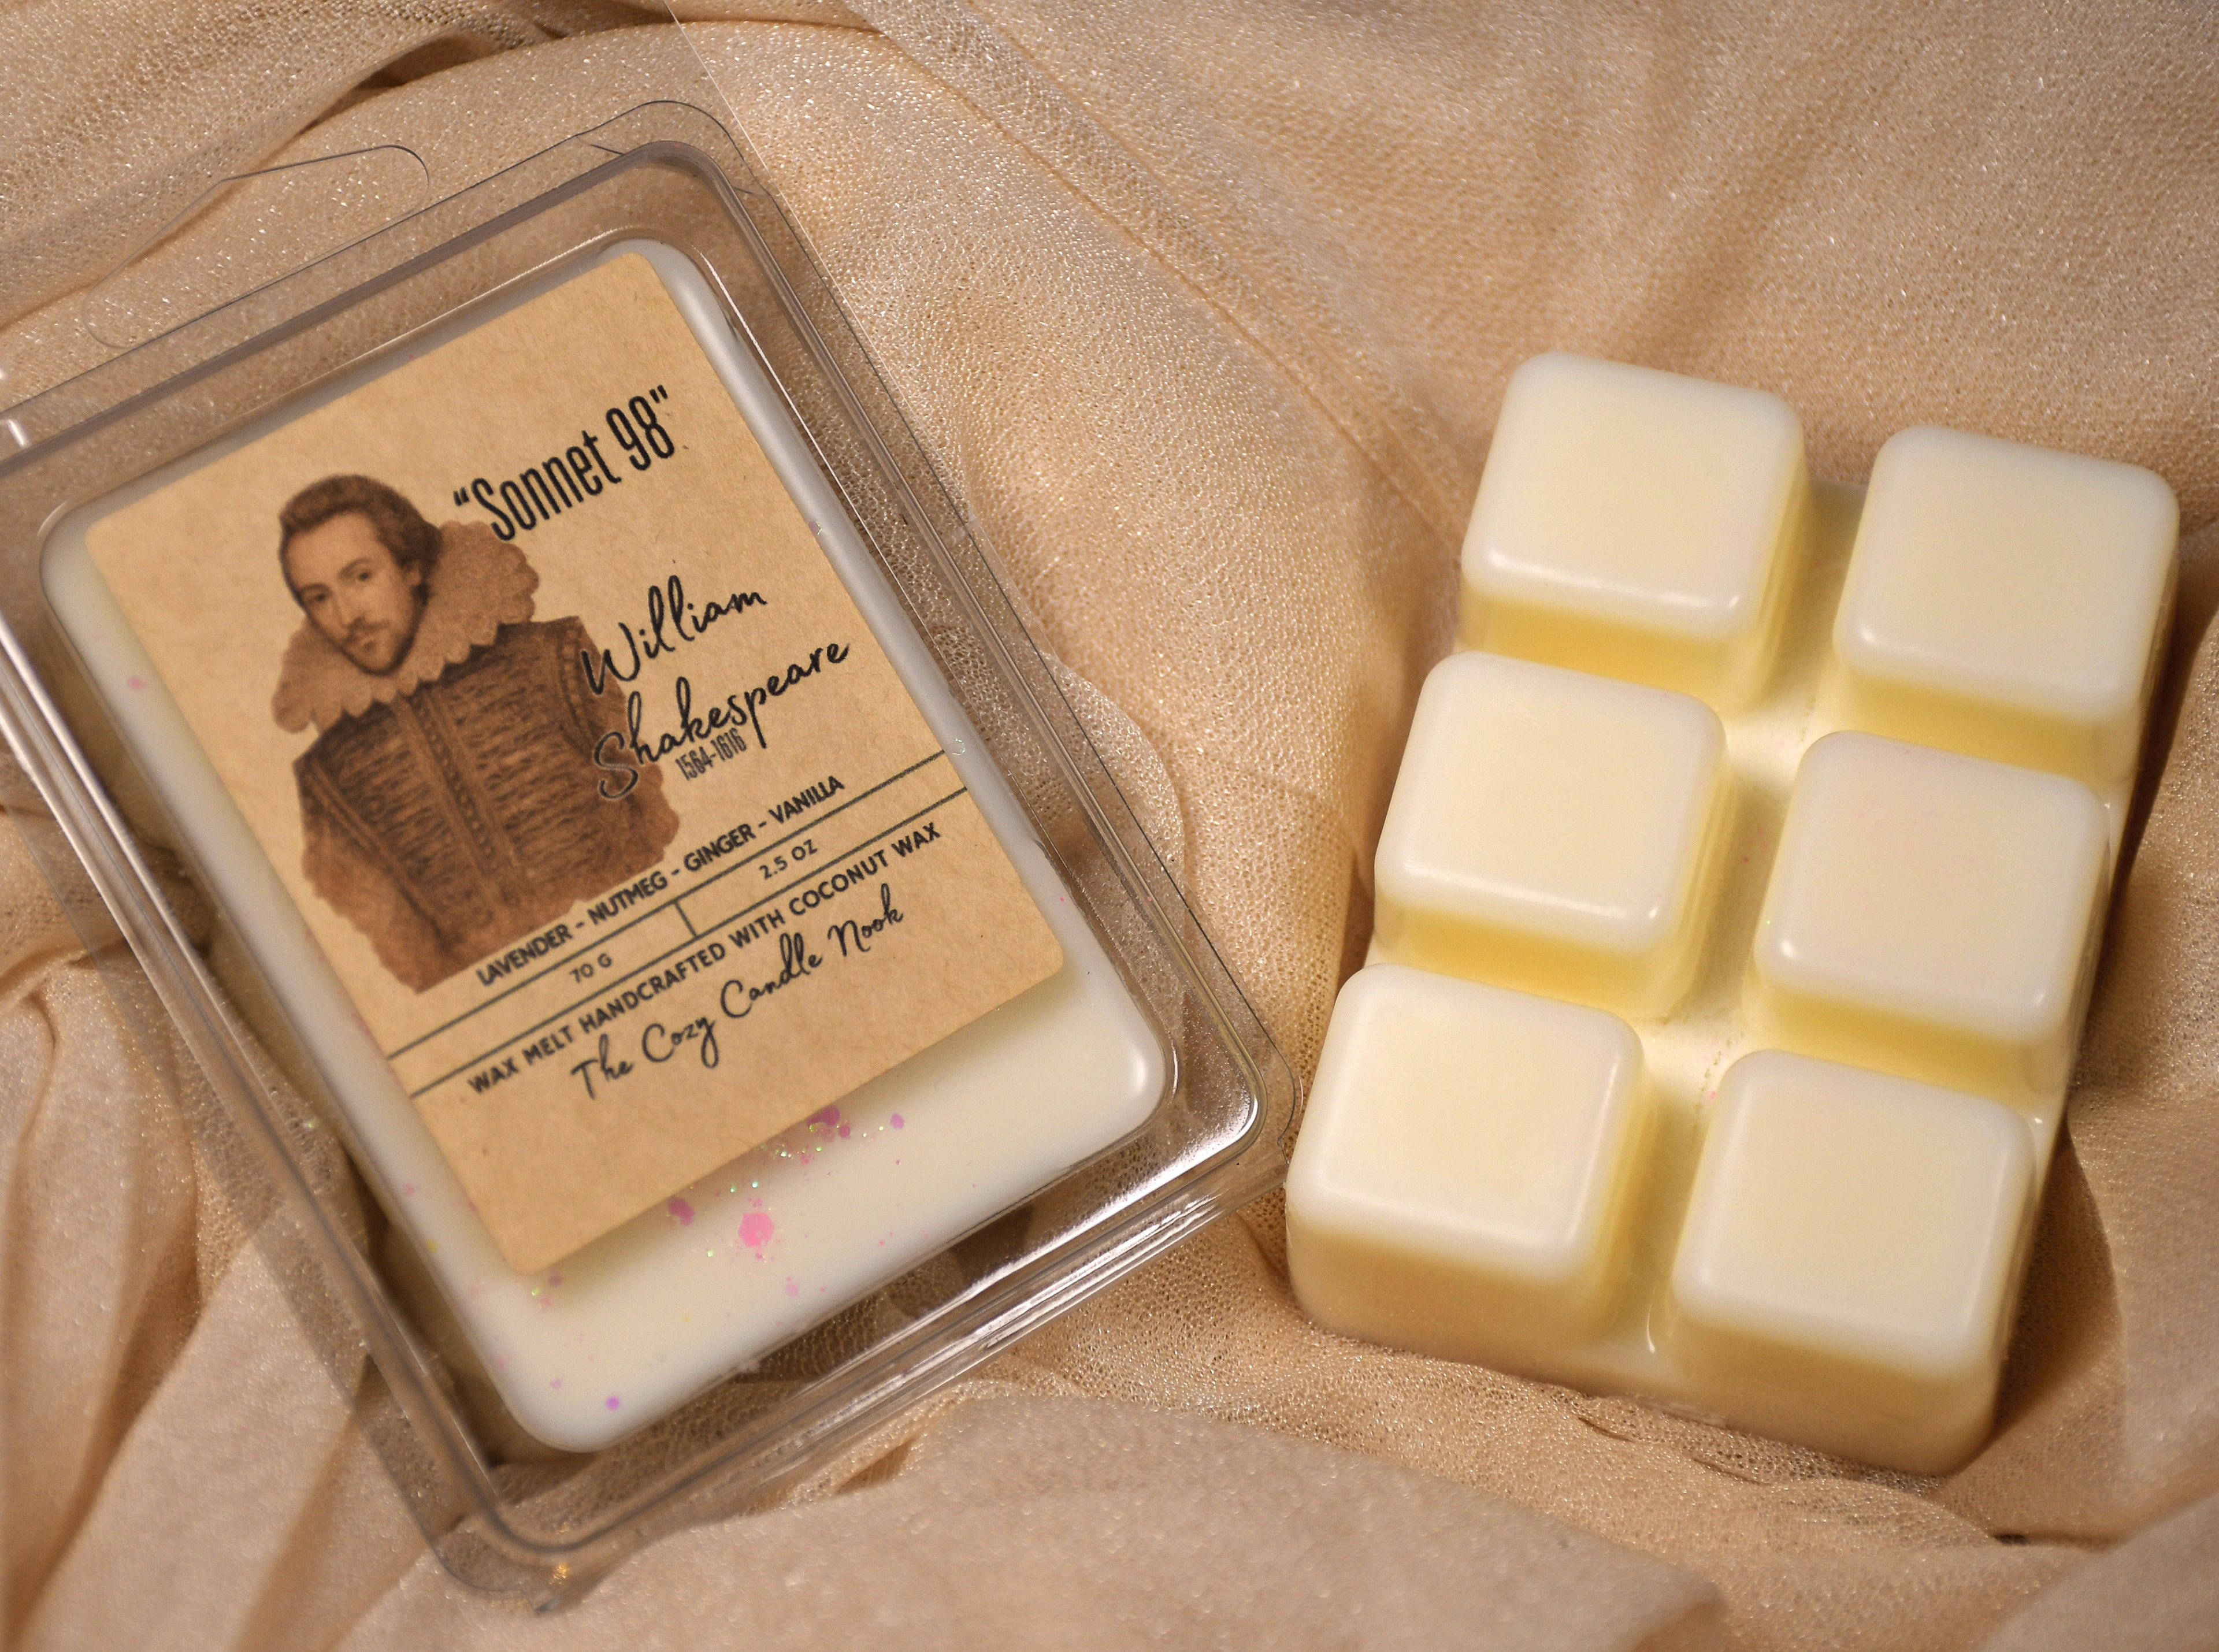 “Sonnet 98"
William
Shakespeare
1564-1616
LAVENDER - NUTMEG - GINGER - VANILLA
70 G 2.5 OZ
WAX MELT HANDCRAFTED WITH COCONUT WAX
The Cozy Candle Nook